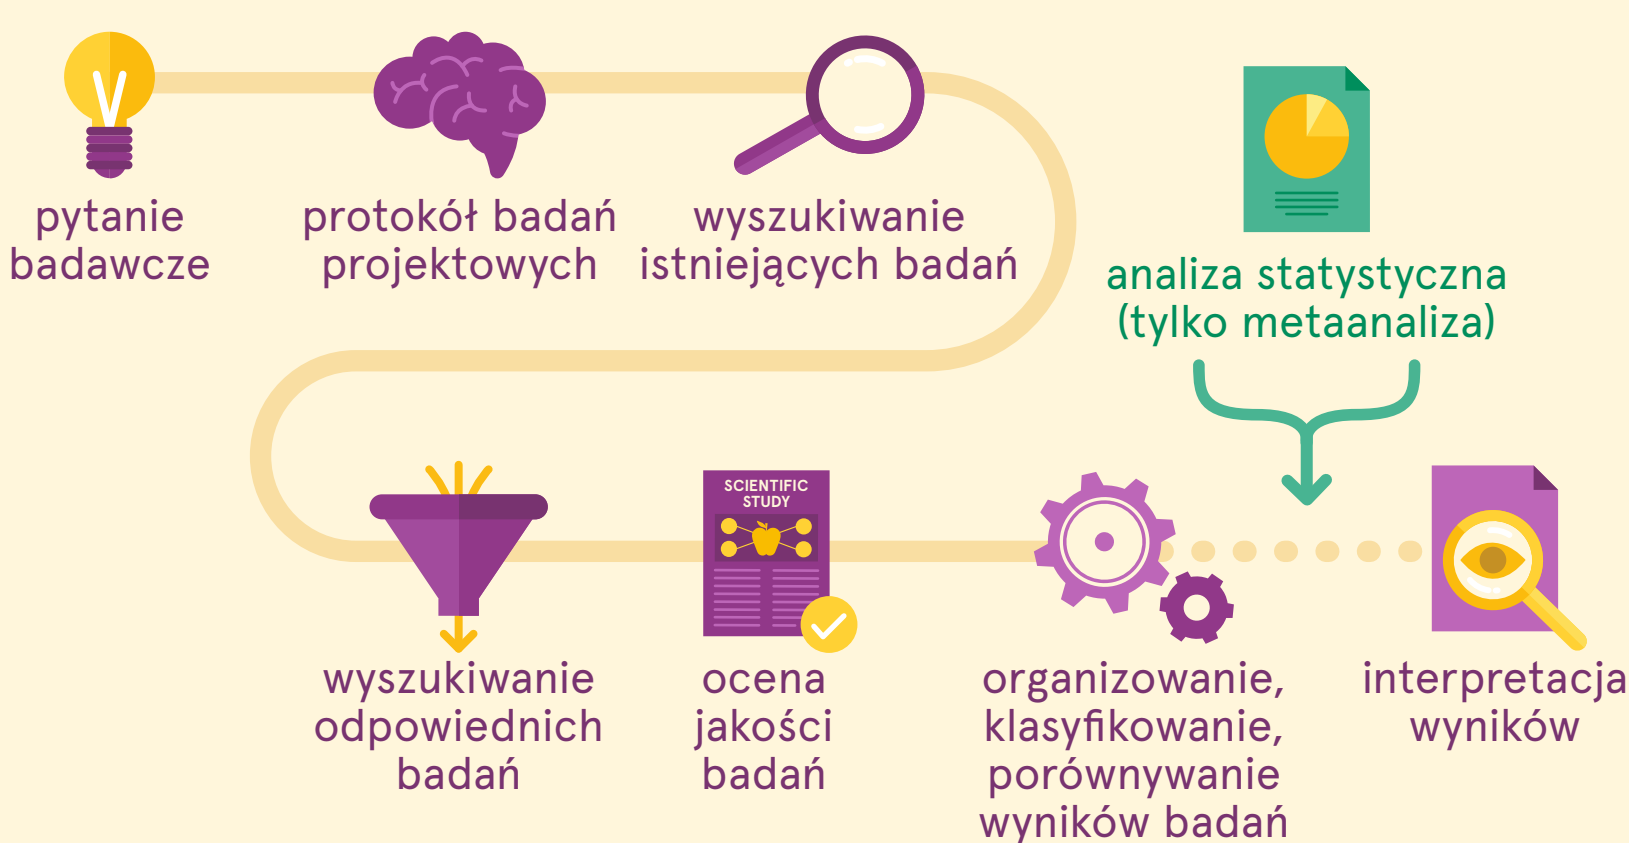 pytanie
badawcze
protokół badań
projektowych
wyszukiwanie
istniejących badań
analiza statystyczna
(tylko metaanaliza)
wyszukiwanie
odpowiednich
badań
SCIENTIFIC
STUDY
ocena
jakości
badań
organizowanie,
klasyfikowanie,
porównywanie
wyników badań
interpretacja
wyników